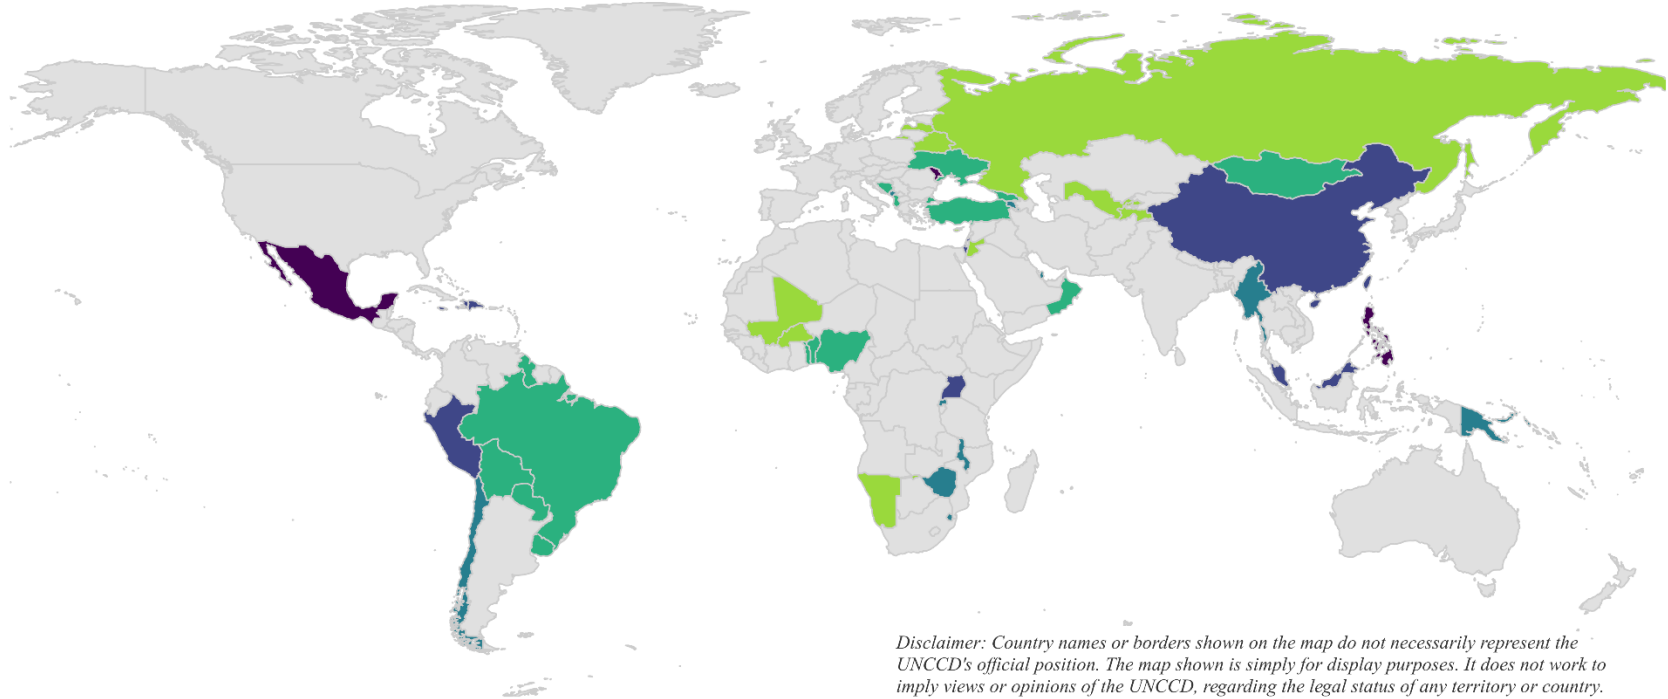 Disclaimer: Country names or borders shown on the map do not necessarily represent the
UNCCD's official position. The map shown is simply for display purposes. It does not work to
imply views or opinions of the UNCCD, regarding the legal status of any territory or country.